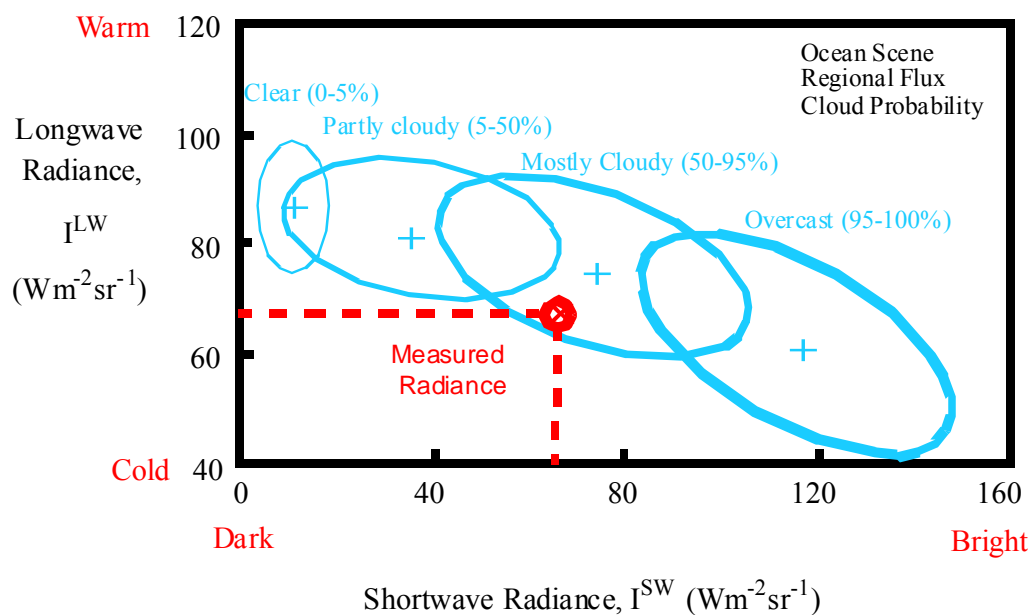 Warm
120
Ocean Scene
Regional Flux
Cloud Probability
Clear (0-5%)
Partly cloudy (5-50%)
Mostly Cloudy (50-95%)
Overcast (95-100%)
Longwave
Radiance,
I^LW
(Wm^-2sr^-1)
100
80
60
Measured
Radiance
Cold
40
0
40
80
120
160
Dark
Bright
Shortwave Radiance, I^SW (Wm^-2sr^-1)